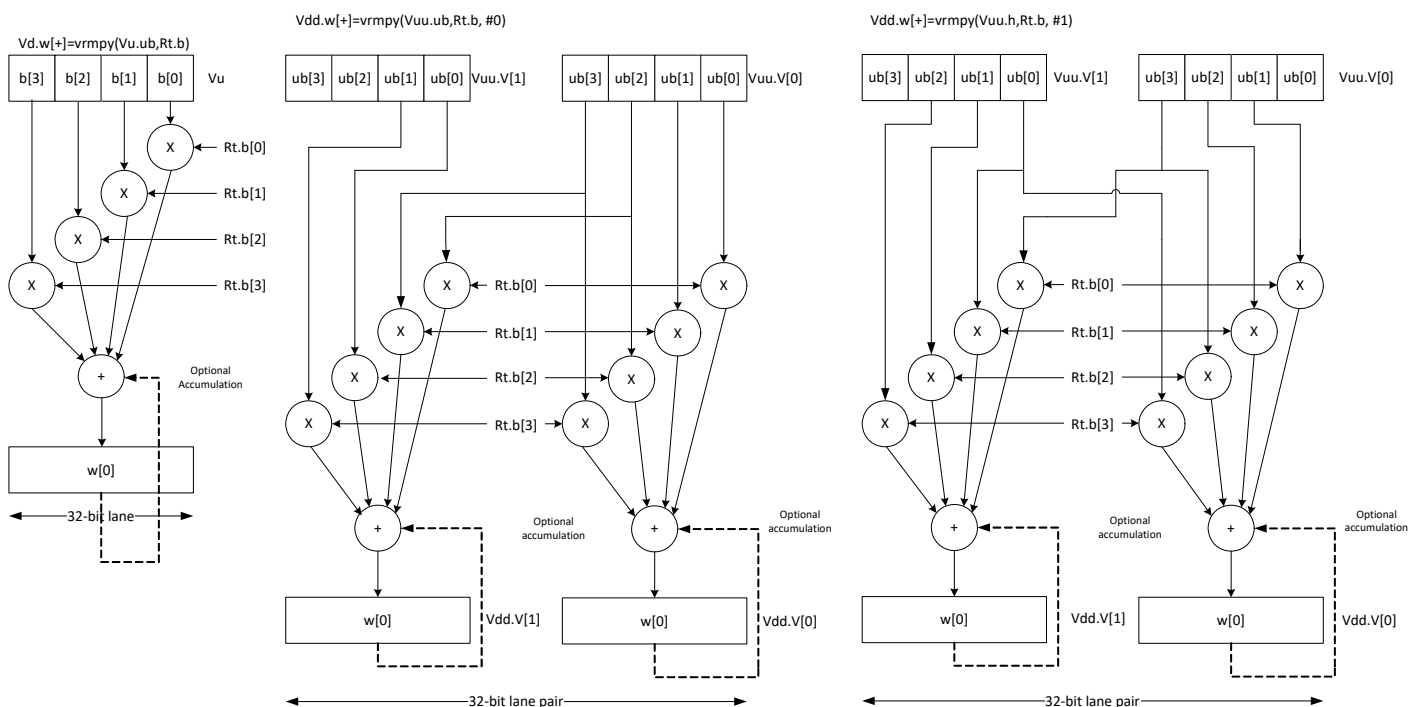 Vdd.w[+]=vrmpy(Vuu.ub,Rt.b, #0)
Vdd.w[+]=vrmpy(Vuu.h,Rt.b, #1)
Vd.w[+]=vrmpy(Vu.ub,Rt.b)
b[3] b[2] b[1] b[0] Vu
ub[3] ub[2] ub[1] ub[0] Vuu.V[1]
ub[3] ub[2] ub[1] ub[0] Vuu.V[0]
ub[3] ub[2] ub[1] ub[0] Vuu.V[1]
ub[3] ub[2] ub[1] ub[0] Vuu.V[0]
X Rt.b[0]
X Rt.b[1]
X Rt.b[2]
X Rt.b[3]
+
Optional
Accumulation
w[0]
32-bit lane
X Rt.b[0] X
X Rt.b[1] X
X Rt.b[2] X
X Rt.b[3] X
+
Optional
accumulation
+
Optional
accumulation
w[0] Vdd.V[1]
w[0] Vdd.V[0]
32-bit lane pair
X Rt.b[0] X
X Rt.b[1] X
X Rt.b[2] X
X Rt.b[3] X
+
Optional
accumulation
+
Optional
accumulation
w[0] Vdd.V[1]
w[0] Vdd.V[0]
32-bit lane pair